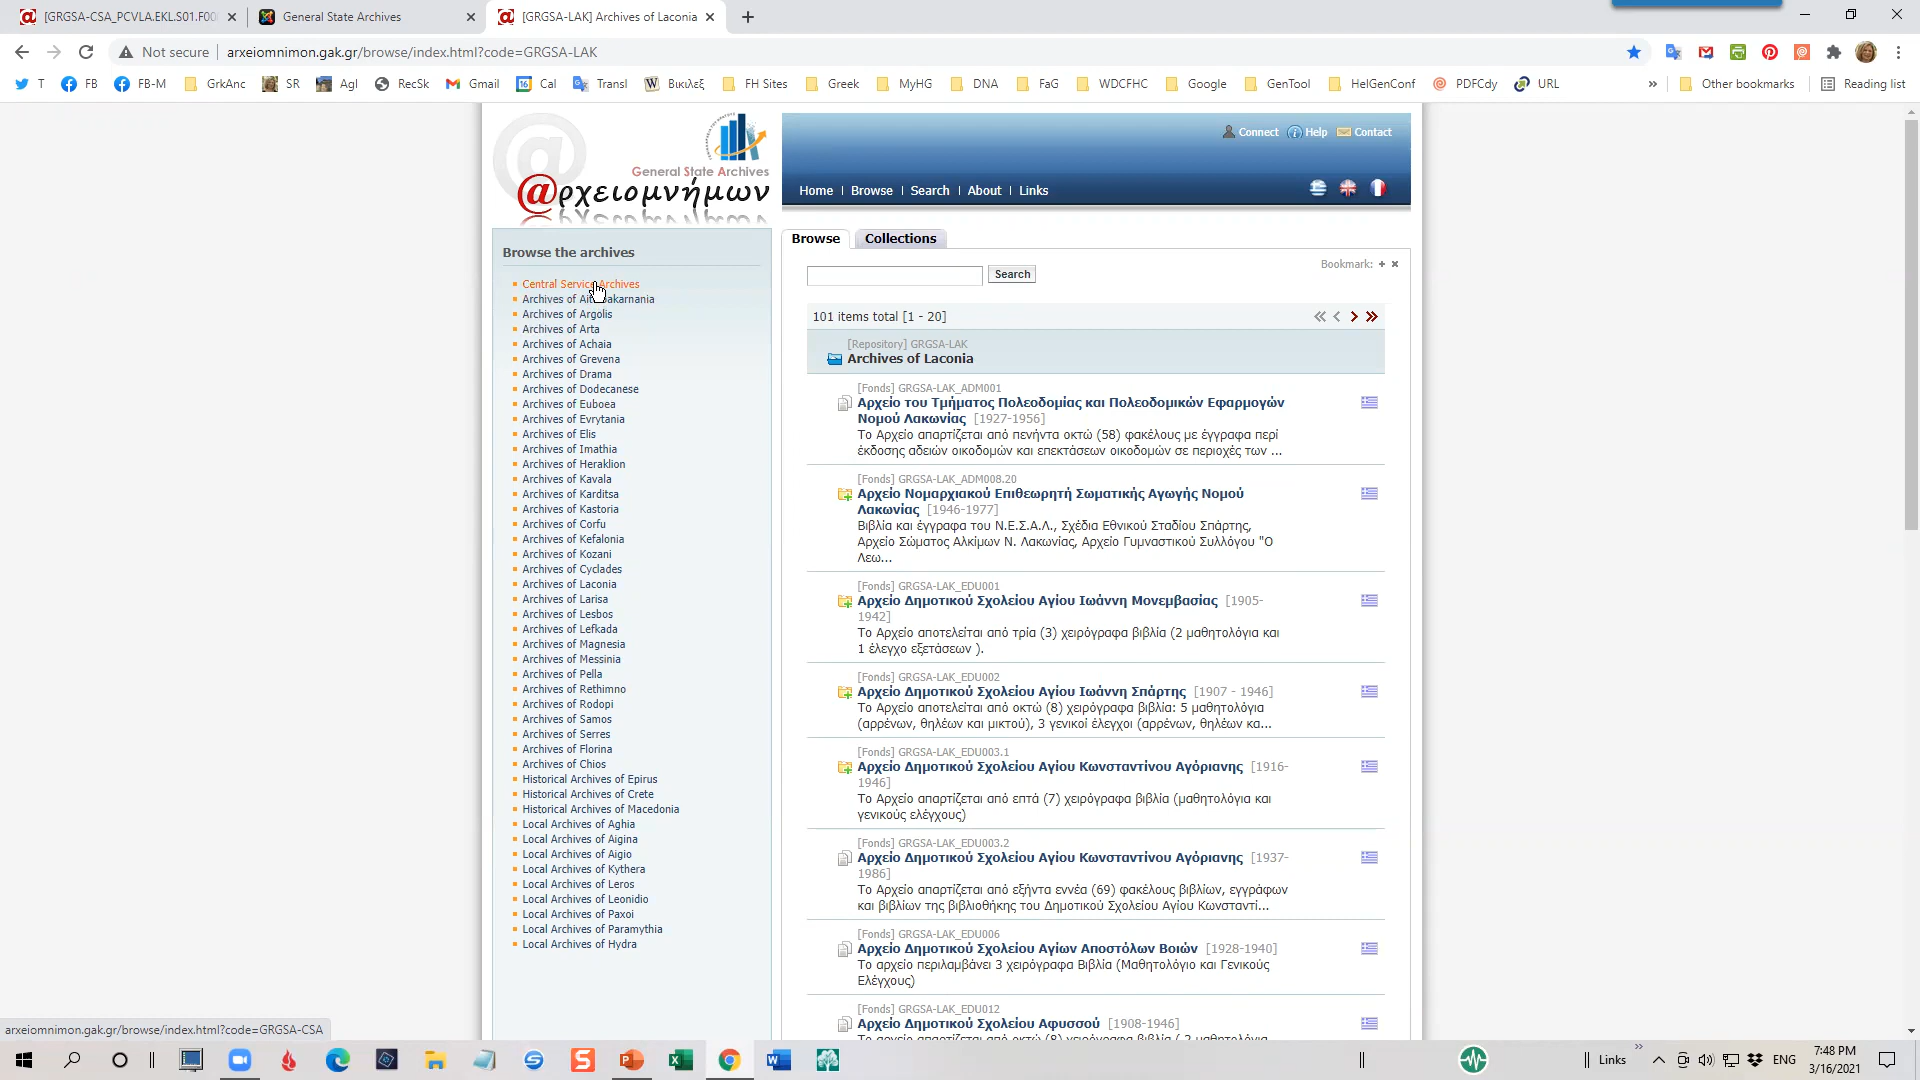 [GRGSA-CSA_PCVLA.EKL.S01.F00
General State Archives
[GRGSA-LAK] Archives of Laconia
Not secure
arxeiomnimon.gak.gr/browse/index.html?code=GRGSA-LAK
T
FB
FB-M
GrkAnc
SR
Agl
RecSk
Gmail
Cal
Transl
Βικιλεξ
FH Sites
Greek
MyHG
DNA
FaG
WDCFHC
Google
GenTool
HelGenConf
PDFCdy
URL
»
Other bookmarks
Reading list
General State Archives
@ρχειομνήμων
Connect
Help
Contact
Home | Browse | Search | About | Links
Browse the archives
Central Service Archives
Archives of
Archives of Argolis
Archives of Arta
Archives of Achaia
Archives of Grevena
Archives of Drama
Archives of Dodecanese
Archives of Euboea
Archives of Evrytania
Archives of Elis
Archives of Imathia
Archives of Heraklion
Archives of Kavala
Archives of Karditsa
Archives of Kastoria
Archives of Corfu
Archives of Kefalonia
Archives of Kozani
Archives of Cyclades
Archives of Laconia
Archives of Larisa
Archives of Lesbos
Archives of Lefkada
Archives of Magnesia
Archives of Messinia
Archives of Pella
Archives of Rethimno
Archives of Rodopi
Archives of Samos
Archives of Serres
Archives of Florina
Archives of Chios
Historical Archives of Epirus
Historical Archives of Crete
Historical Archives of Macedonia
Local Archives of Aghia
Local Archives of Aigina
Local Archives of Aigio
Local Archives of Kythera
Local Archives of Leros
Local Archives of Leonidio
Local Archives of Paxoi
Local Archives of Paramythia
Local Archives of Hydra
Browse
Collections
Bookmark: + ×
Search
101 items total [1 - 20]
[Repository] GRGSA-LAK
Archives of Laconia
[Fonds] GRGSA-LAK_ADM001
Αρχείο του Τμήματος Πολεοδομίας και Πολεοδομικών Εφαρμογών
Νομού Λακωνίας [1927-1956]
Το Αρχείο απαρτίζεται από πενήντα οκτώ (58) φακέλους με έγγραφα περί
έκδοσης αδειών οικοδομών και επεκτάσεων οικοδομών σε περιοχές των ...
[Fonds] GRGSA-LAK_ADM008.20
Αρχείο Νομαρχιακού Επιθεωρητή Σωματικής Αγωγής Νομού
Λακωνίας [1946-1977]
Βιβλία και έγγραφα του Ν.Ε.Σ.Α.Λ., Σχέδια Εθνικού Σταδίου Σπάρτης,
Αρχείο Σώματος Αλκίμων Ν. Λακωνίας, Αρχείο Γυμναστικού Συλλόγου "Ο
Λεω...
[Fonds] GRGSA-LAK_EDU001
Αρχείο Δημοτικού Σχολείου Αγίου Ιωάννη Μονεμβασίας [1905-
1942]
Το Αρχείο αποτελείται από τρία (3) χειρόγραφα βιβλία (2 μαθητολόγια και
1 έλεγχο εξετάσεων ).
[Fonds] GRGSA-LAK_EDU002
Αρχείο Δημοτικού Σχολείου Αγίου Ιωάννη Σπάρτης [1907 - 1946]
Το Αρχείο αποτελείται από οκτώ (8) χειρόγραφα βιβλία: 5 μαθητολόγια
(αρρένων, θηλέων και μικτού), 3 γενικοί έλεγχοι (αρρένων, θηλέων κα...
[Fonds] GRGSA-LAK_EDU003.1
Αρχείο Δημοτικού Σχολείου Αγίου Κωνσταντίνου Αγόριανης [1916-
1946]
Το Αρχείο απαρτίζεται από επτά (7) χειρόγραφα βιβλία (μαθητολόγια και
γενικούς ελέγχους)
[Fonds] GRGSA-LAK_EDU003.2
Αρχείο Δημοτικού Σχολείου Αγίου Κωνσταντίνου Αγόριανης [1937-
1986]
Το Αρχείο απαρτίζεται από εξήντα εννέα (69) φακέλους βιβλίων, εγγράφων
και βιβλίων της βιβλιοθήκης του Δημοτικού Σχολείου Αγίου Κωνσταντί...
[Fonds] GRGSA-LAK_EDU006
Αρχείο Δημοτικού Σχολείου Αγίων Αποστόλων Βοιών [1928-1940]
Το αρχείο περιλαμβάνει 3 χειρόγραφα Βιβλία (Μαθητολόγιο και Γενικούς
Ελέγχους)
[Fonds] GRGSA-LAK_EDU012
Αρχείο Δημοτικού Σχολείου Αφυσσού [1908-1946]
Το αρχείο αποτελείται από οκτώ (8) χειρόγραφα βιβλία ( 2 μαθητολόγια
arxeiomnimon.gak.gr/browse/index.html?code=GRGSA-CSA
Links
ENG
7:48 PM
3/16/2021